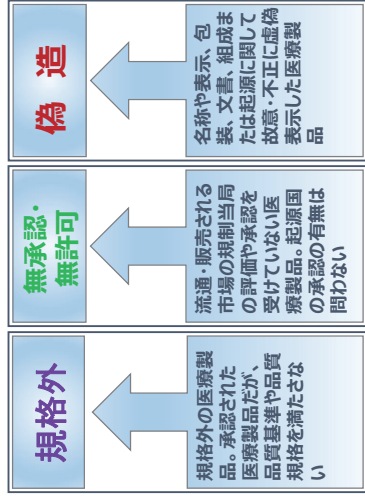 規格外
規格外の医療製
品。承認された
医療製品だが、
品質基準や品質
規格を満たさな
い
無承認・
無許可
流通・販売される
市場の規制当局
の評価や承認を
受けていない医
療製品。起源国
の承認の有無は
問わない
偽 造
名称や表示、包
装、文書、組成ま
たは起源に関して
故意・不正に虚偽
表示した医療製
品